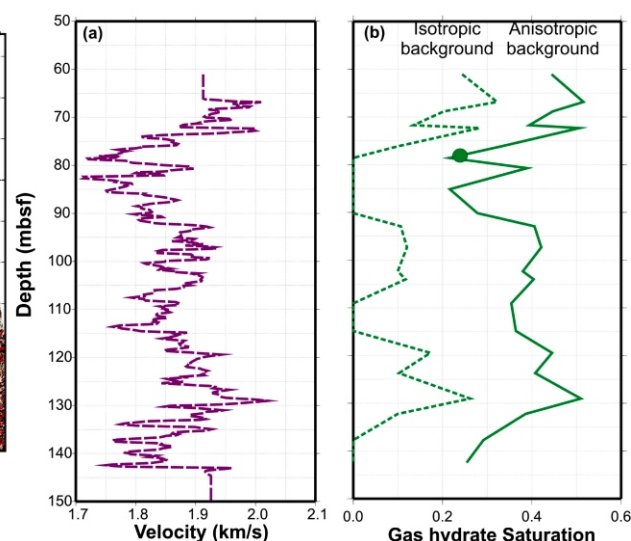 (a)
(b)
Isotropic
background
Anisotropic
background
50
60
70
80
90
100
110
120
130
140
150
Depth (mbsf)
1.7 1.8 1.9 2.0 2.1
Velocity (km/s)
0.0 0.2 0.4 0.6
Gas hydrate Saturation